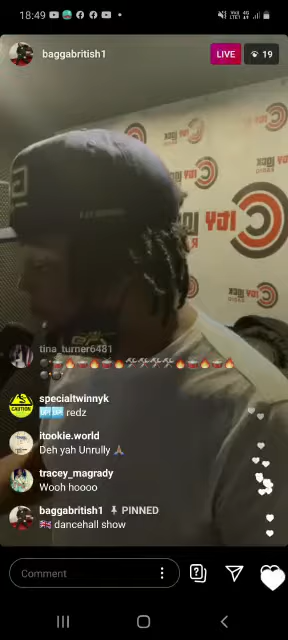 18:49
baggabritish1
LIVE
19
tina_turner6481
specialtwinnyk
redz
itookie.world
Deh yah Unrully 🙏🏾
tracey_magrady
Wooh hoooo
baggabritish1 PINNED
🇬🇧 dancehall show
Comment